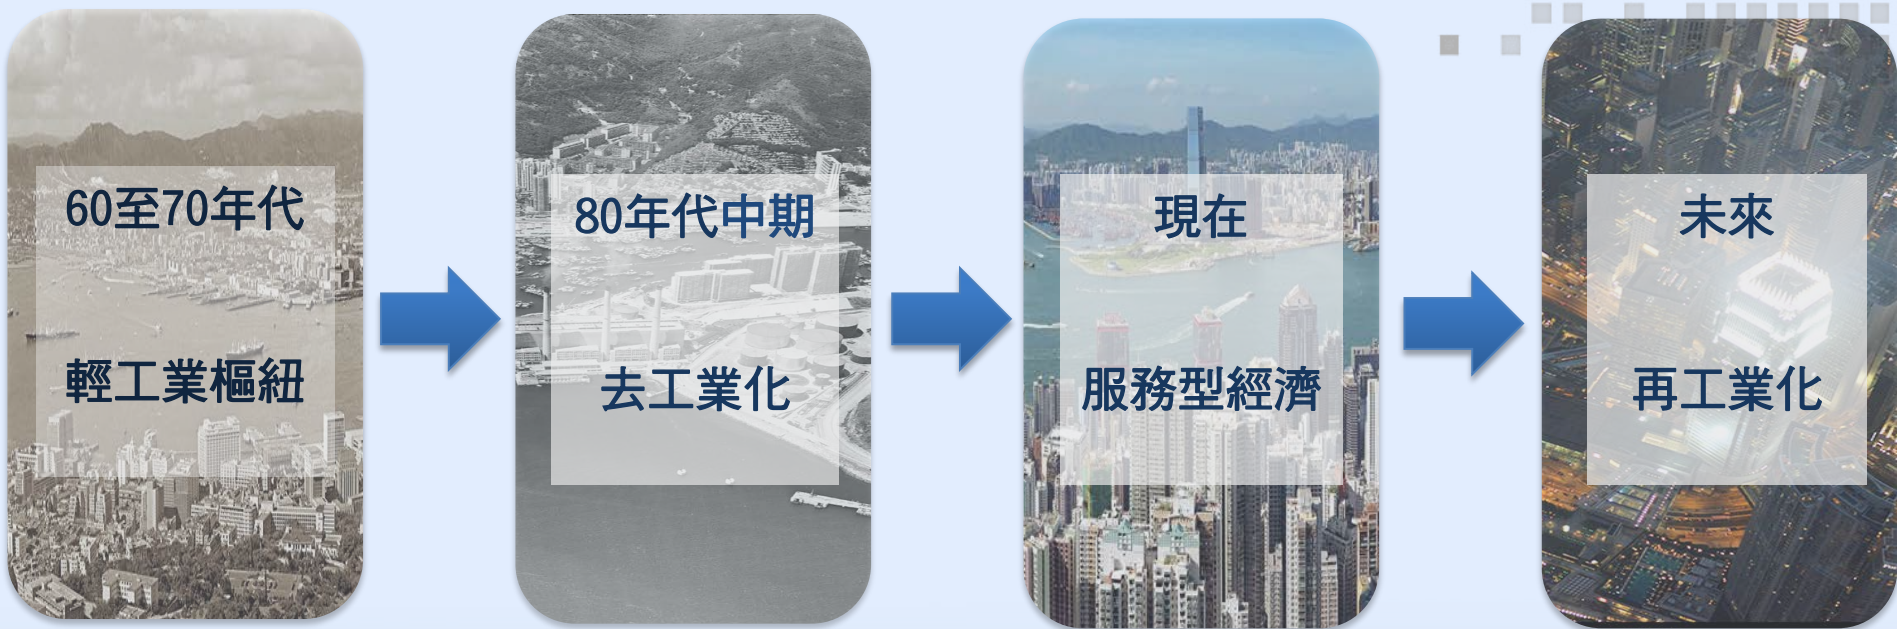 60至70年代
輕工業樞紐
80年代中期
去工業化
現在
服務型經濟
未來
再工業化